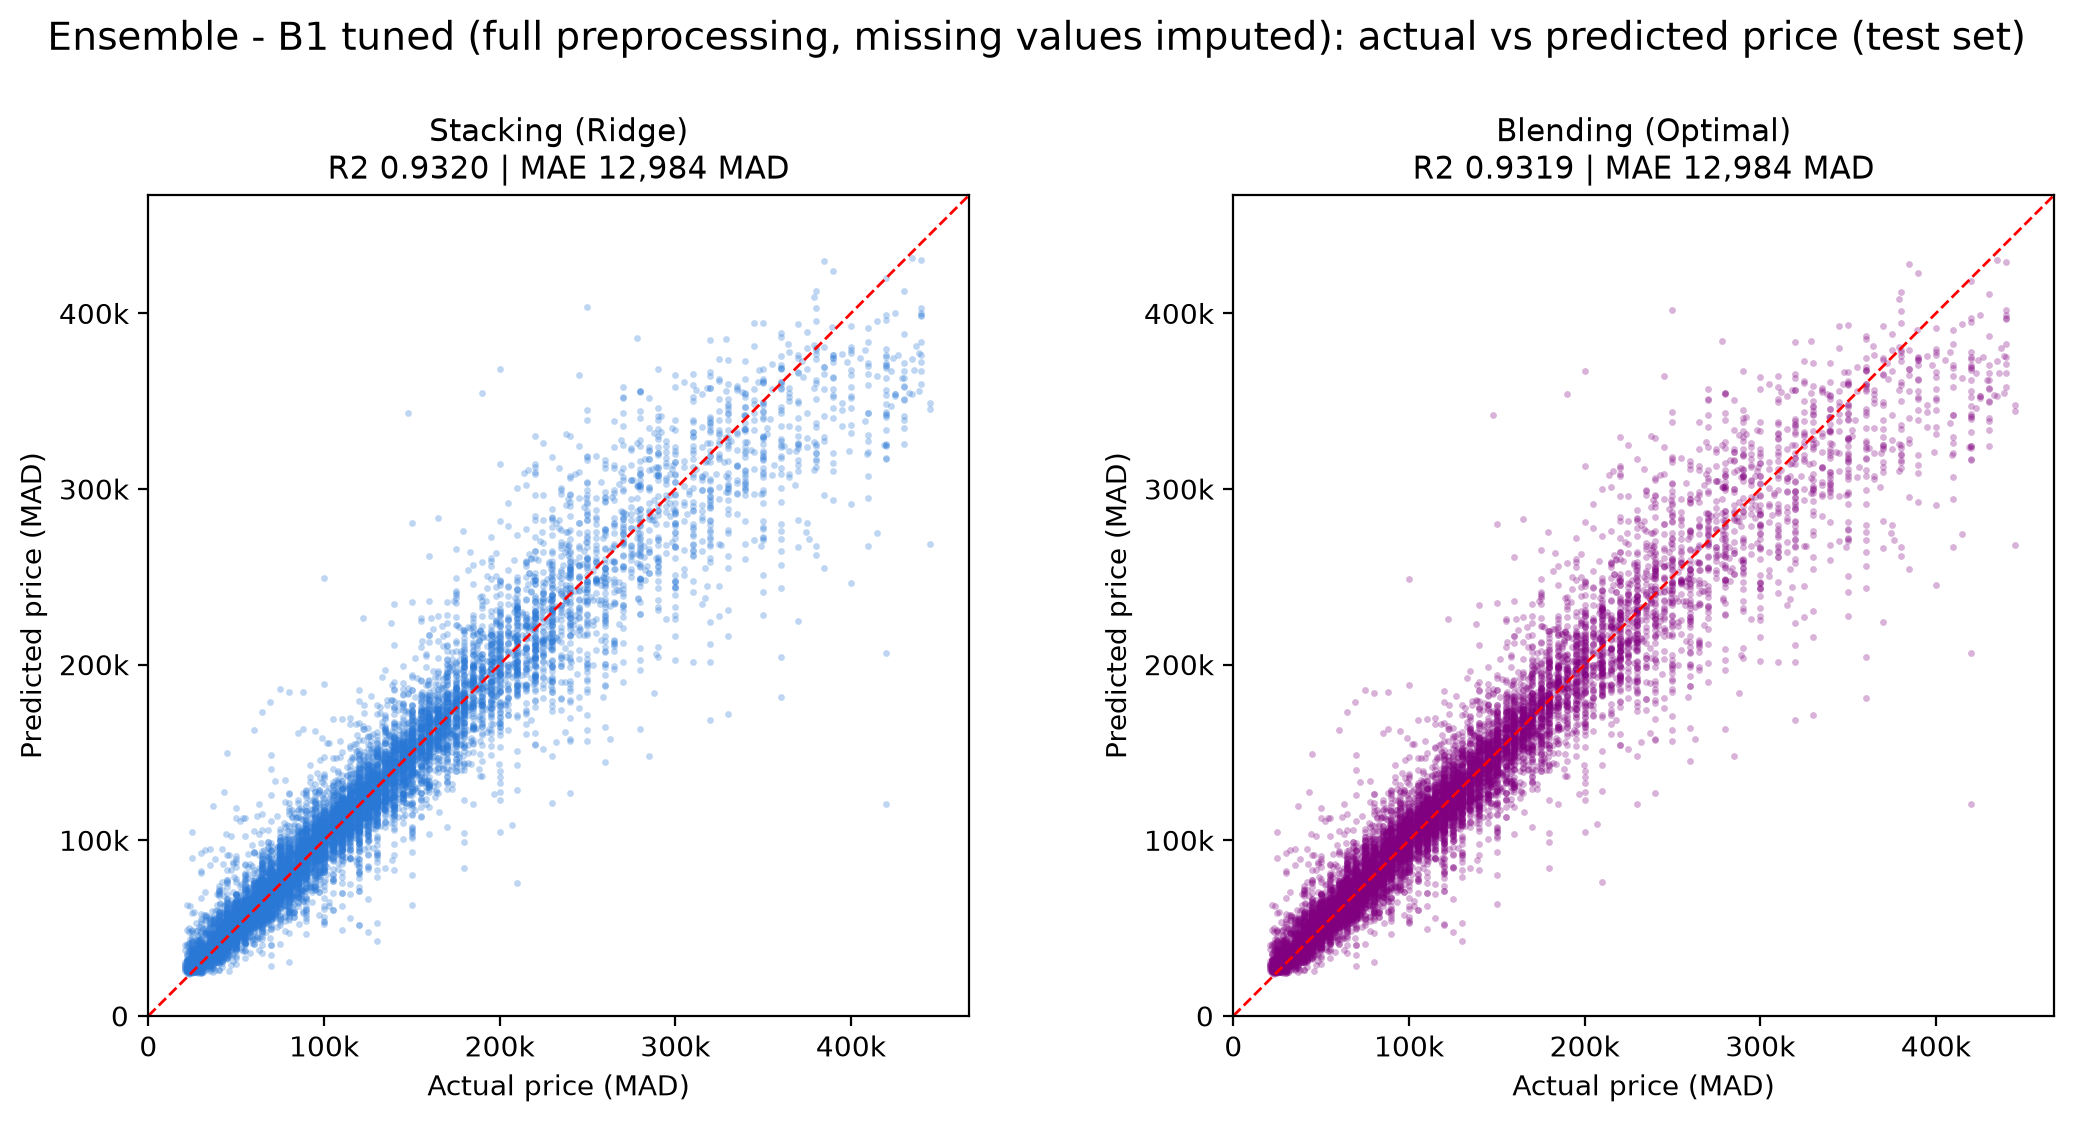 Ensemble - B1 tuned (full preprocessing, missing values imputed): actual vs predicted price (test set)
Stacking (Ridge)
R2 0.9320 | MAE 12,984 MAD
Predicted price (MAD)
400k
300k
200k
100k
0
0 100k 200k 300k 400k
Actual price (MAD)
Blending (Optimal)
R2 0.9319 | MAE 12,984 MAD
Predicted price (MAD)
400k
300k
200k
100k
0
0 100k 200k 300k 400k
Actual price (MAD)